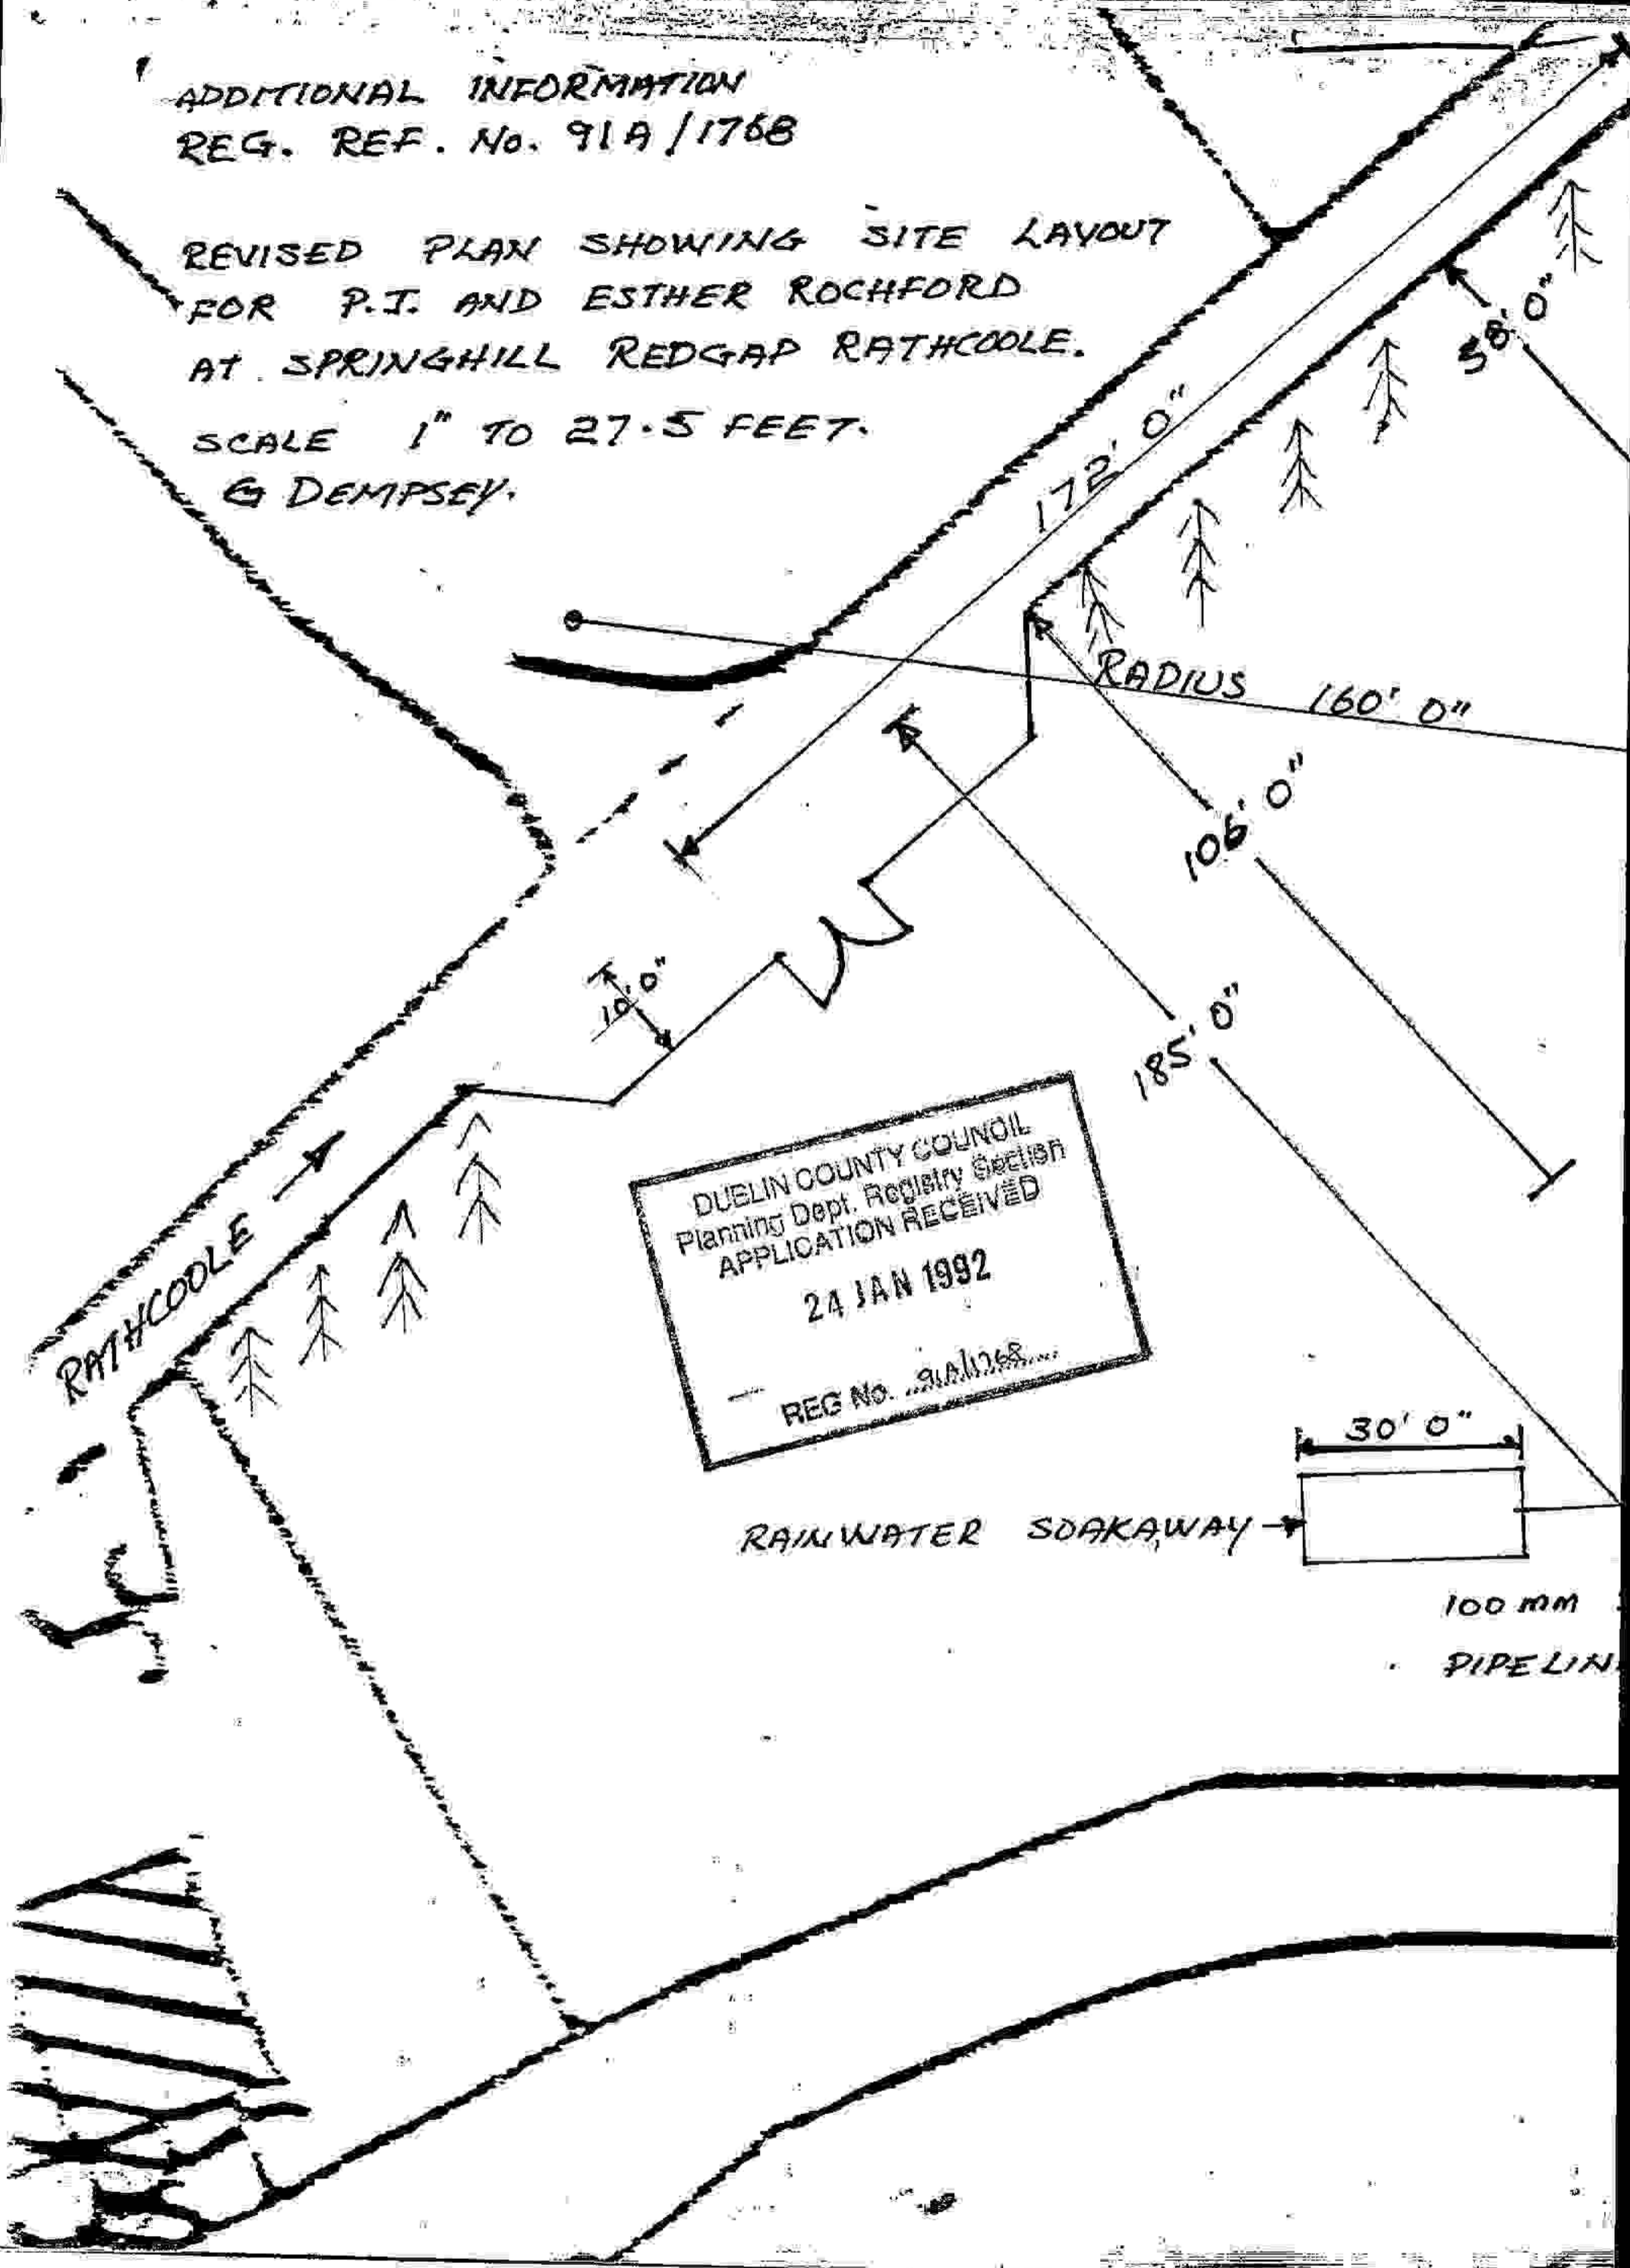 ADDITIONAL INFORMATION
REG. REF. No. 91A/1768
REVISED PLAN SHOWING SITE LAYOUT
FOR P.J. AND ESTHER ROCHFORD
AT SPRINGHILL REDGAP RATHCOOLE.
SCALE 1" TO 27.5 FEET.
G DEMPSEY.
172' 0"
RADIUS 160' 0"
106' 0"
10' 0"
185' 0"
RATHCOOLE
DUBLIN COUNTY COUNCIL
Planning Dept. Registry Section
APPLICATION RECEIVED
24 JAN 1992
REG No. 91A/1768
30' 0"
RAINWATER SOAKAWAY
100 mm
PIPELIN